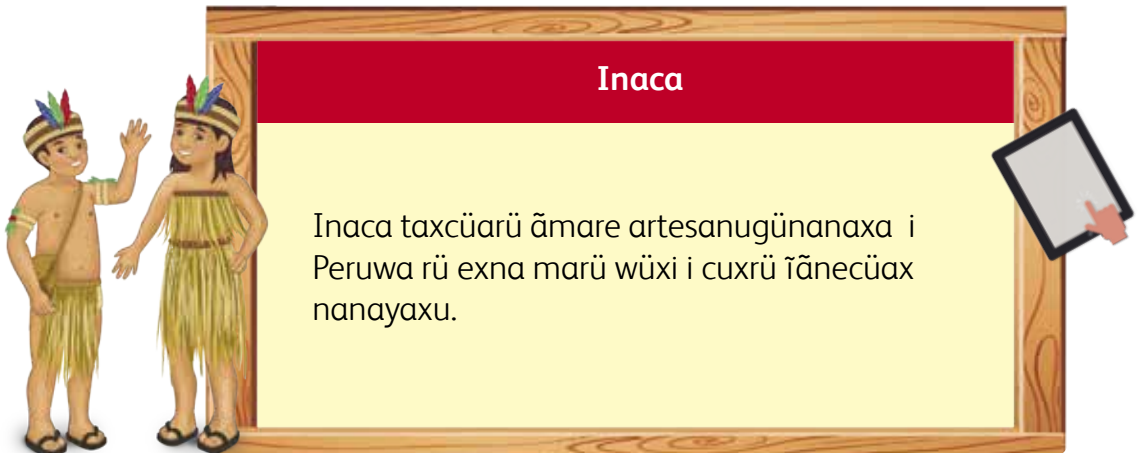 Inaca
Inaca taxcüarü ãmare artesanugünanaxa i
Peruwa rü exna marü wüxi i cuxrü ĩãnecüax
nanayaxu.